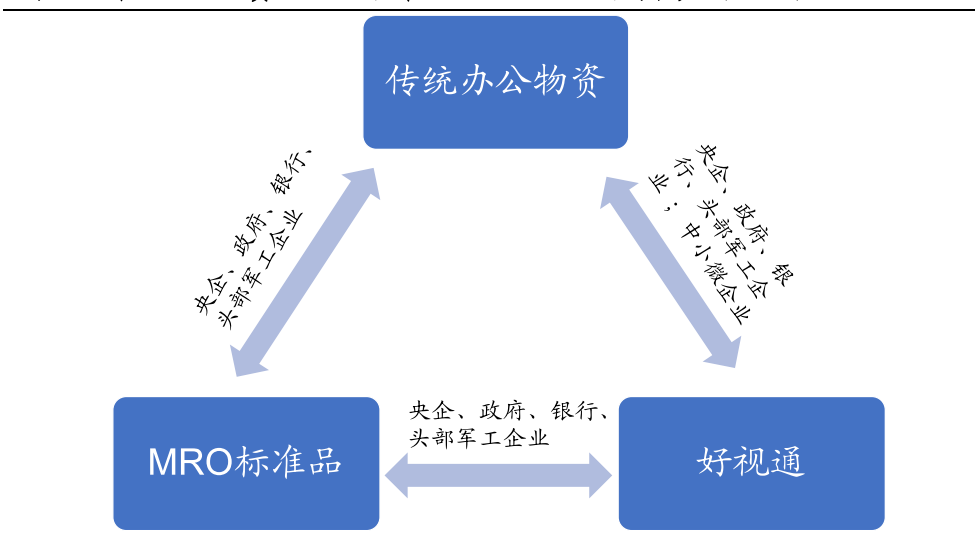 传统办公物资
央企、政府、银行、
头部军工企业
央企、政府、银
行、头部军工企
业；中小微企业
央企、政府、银行、
头部军工企业
MRO标准品
好视通